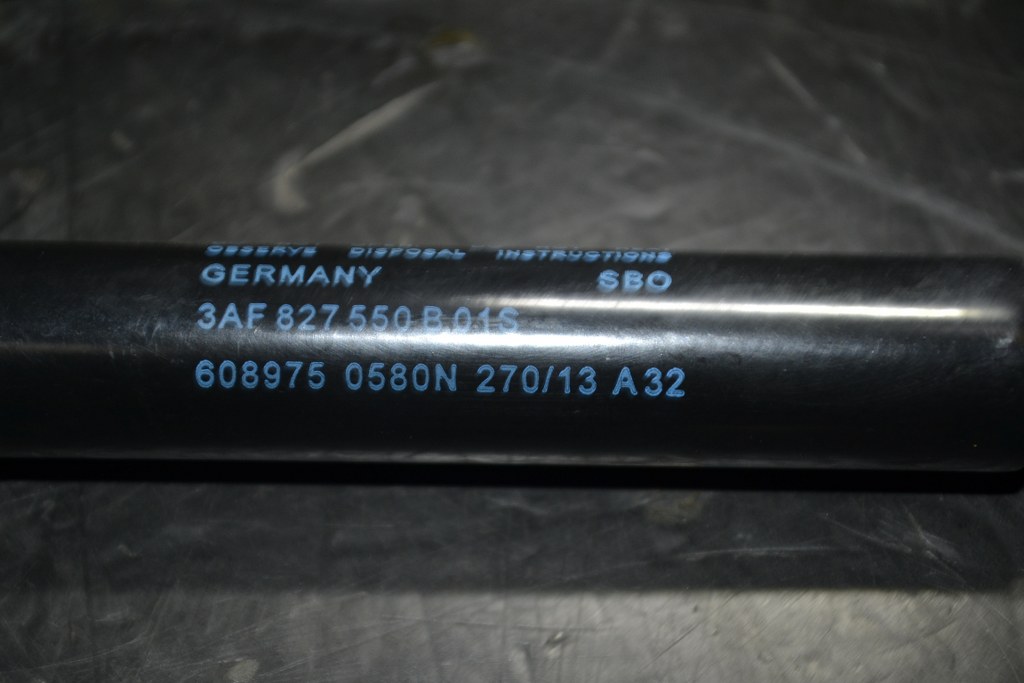 OBSERVE DISPOSAL INSTRUCTIONS
GERMANY SBO
3AF 827 550 B 01S
608975 0580N 270/13 A32